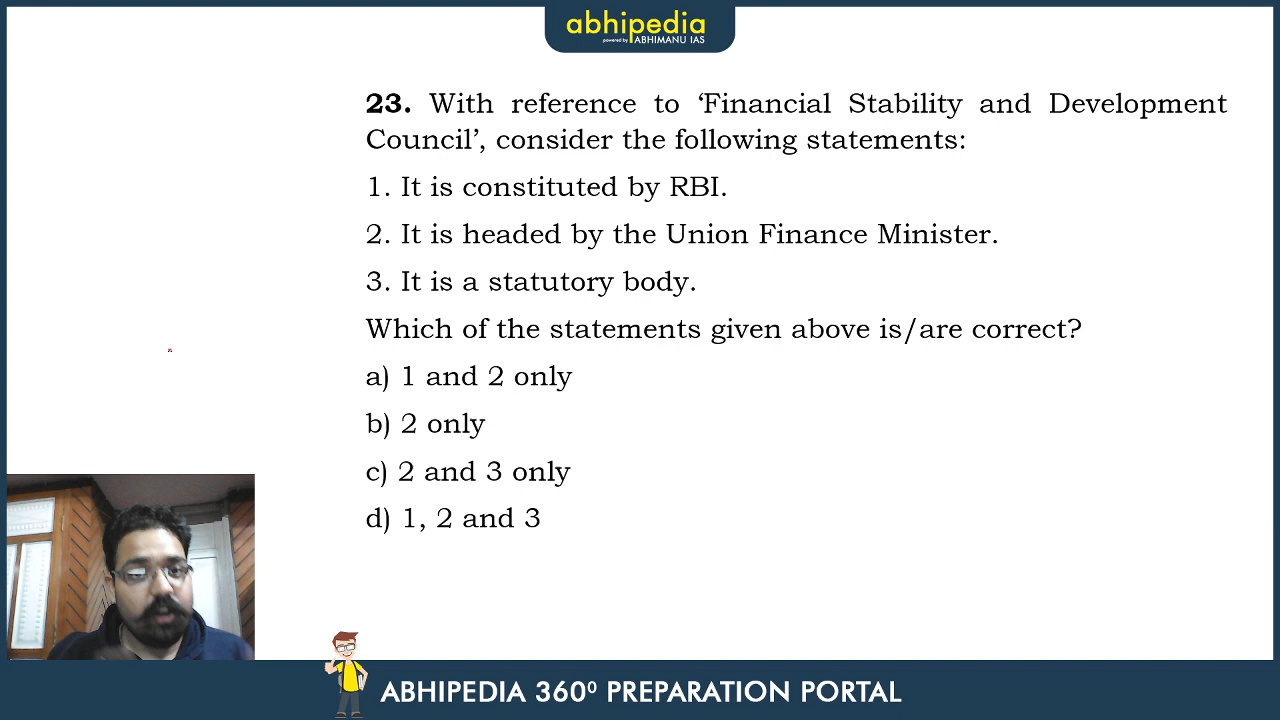 abhipedia
powered by ABHIMANU IAS
23. With reference to ‘Financial Stability and Development
Council’, consider the following statements:
1. It is constituted by RBI.
2. It is headed by the Union Finance Minister.
3. It is a statutory body.
Which of the statements given above is/are correct?
a) 1 and 2 only
b) 2 only
c) 2 and 3 only
d) 1, 2 and 3
ABHIPEDIA 360⁰ PREPARATION PORTAL